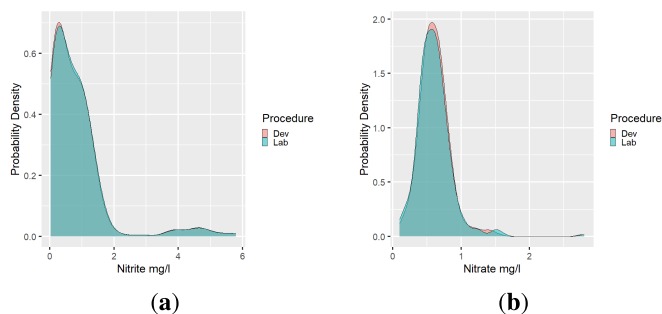 Probability Density
0.6
0.4
0.2
0.0
0
2
4
6
Nitrite mg/l
Procedure
Dev
Lab
(a)
Probability Density
2.0
1.5
1.0
0.5
0.0
0
1
2
Nitrate mg/l
Procedure
Dev
Lab
(b)